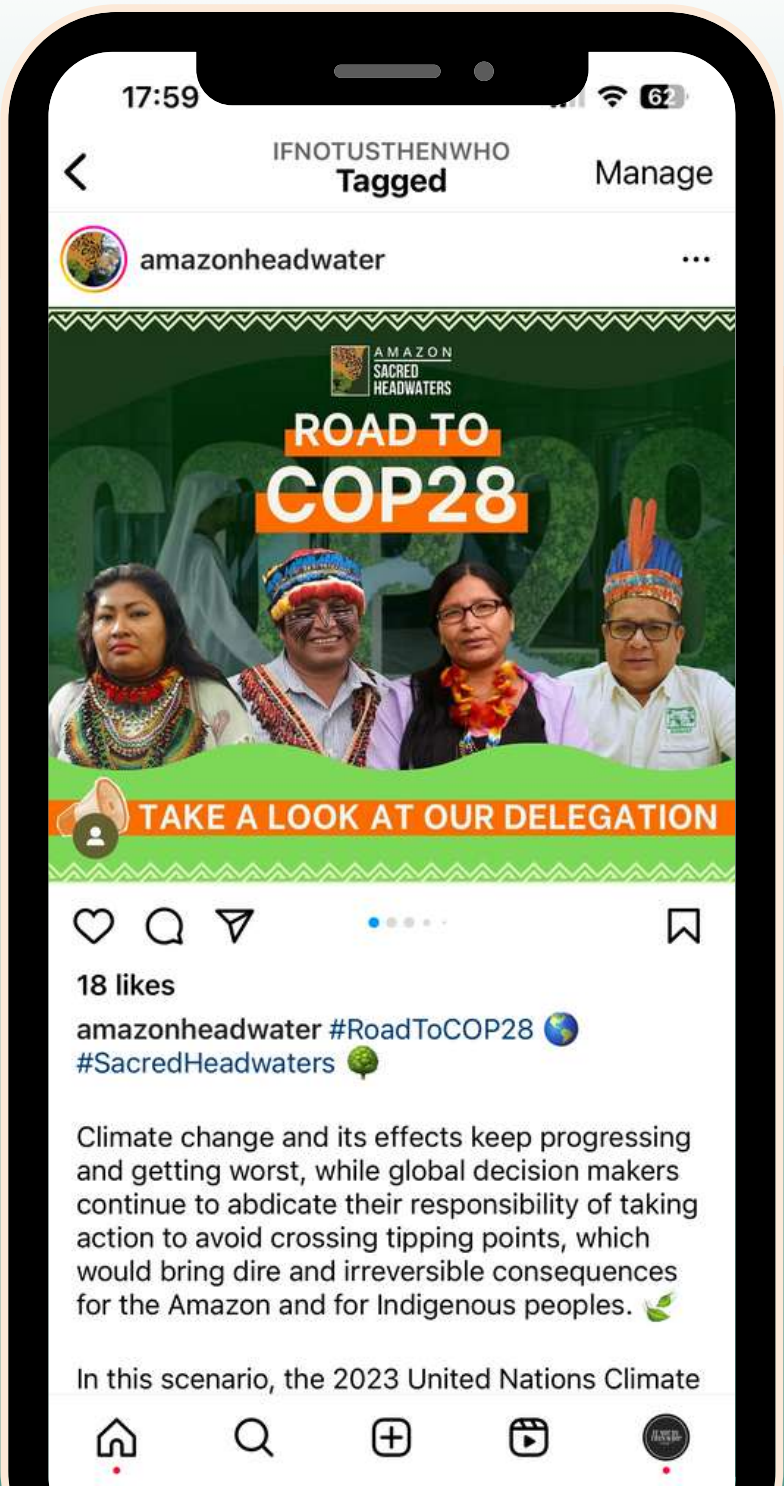 17:59
62
IFNOTUSTHENWHO
Tagged
Manage
amazonheadwater
AMAZON
SACRED
HEADWATERS
ROAD TO
COP28
TAKE A LOOK AT OUR DELEGATION
18 likes
amazonheadwater #RoadToCOP28
#SacredHeadwaters
Climate change and its effects keep progressing
and getting worst, while global decision makers
continue to abdicate their responsibility of taking
action to avoid crossing tipping points, which
would bring dire and irreversible consequences
for the Amazon and for Indigenous peoples.
In this scenario, the 2023 United Nations Climate